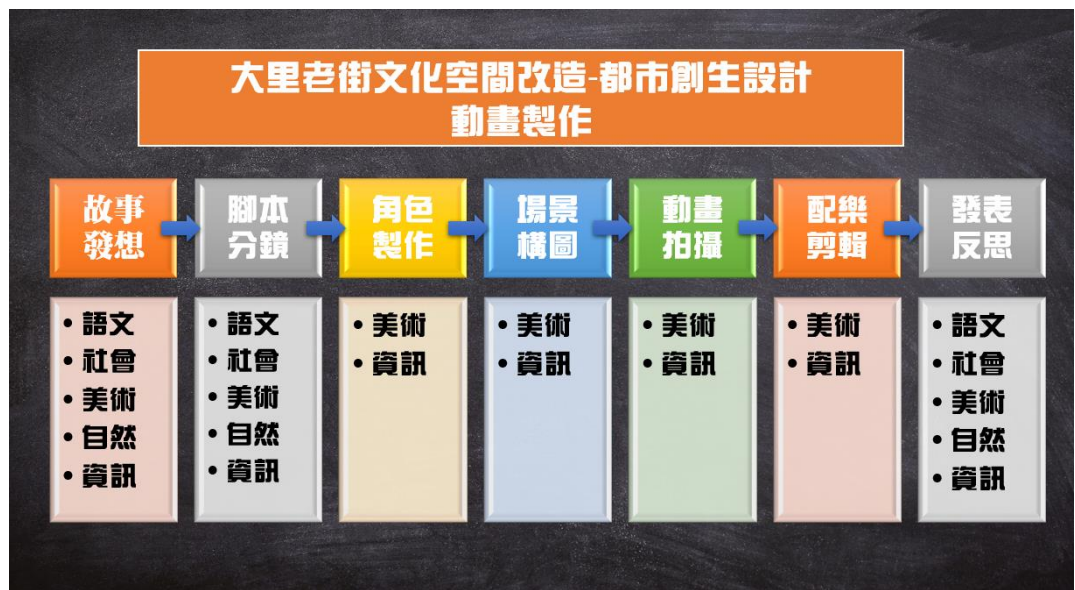 大里老街文化空間改造-都市創生設計
動畫製作
故事
發想
腳本
分鏡
角色
製作
場景
構圖
動畫
拍攝
配樂
剪輯
發表
反思
• 語文
• 社會
• 美術
• 自然
• 資訊
• 語文
• 社會
• 美術
• 自然
• 資訊
• 美術
• 資訊
• 美術
• 資訊
• 美術
• 資訊
• 美術
• 資訊
• 語文
• 社會
• 美術
• 自然
• 資訊